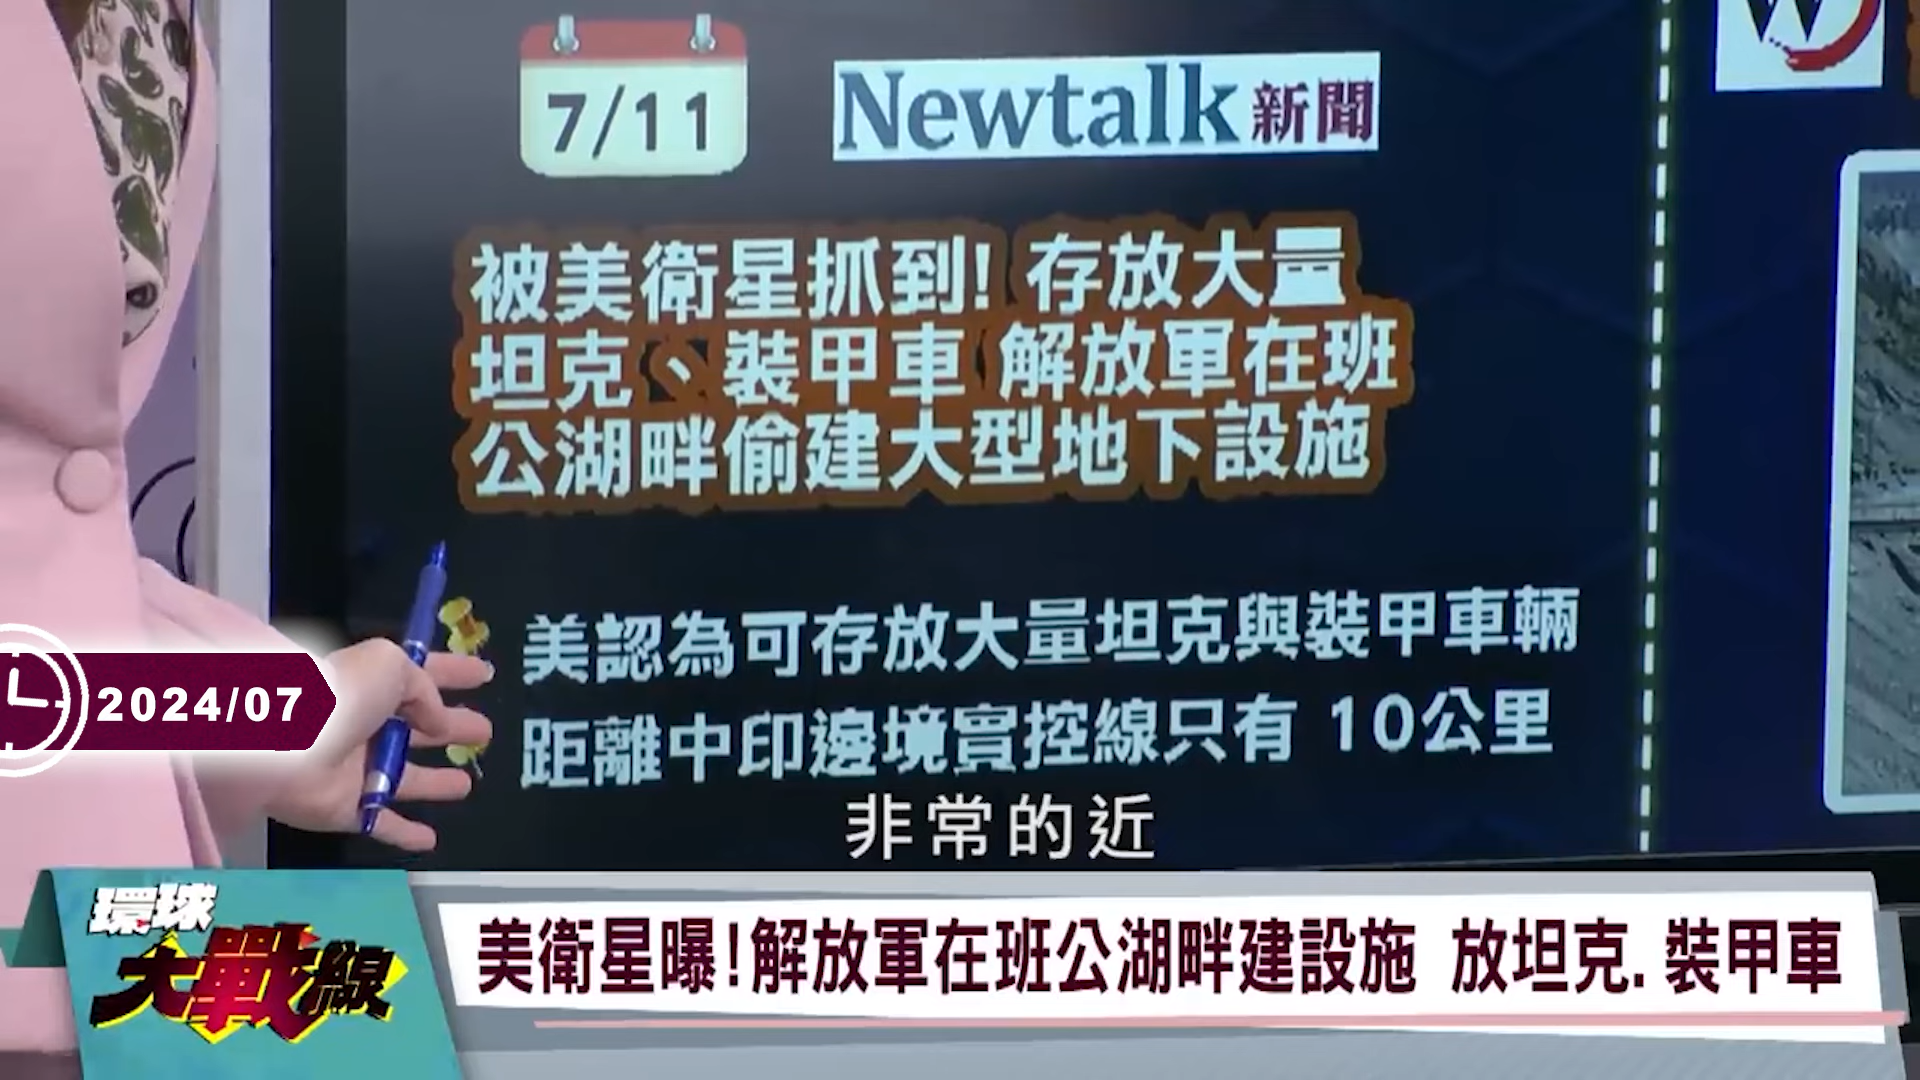 7/11
Newtalk新聞
W
被美衛星抓到! 存放大量
坦克、裝甲車 解放軍在班
公湖畔偷建大型地下設施
美認為可存放大量坦克與裝甲車輛
距離中印邊境實控線只有 10公里
2024/07
非常的近
環球
大戰線
美衛星曝!解放軍在班公湖畔建設施 放坦克.裝甲車